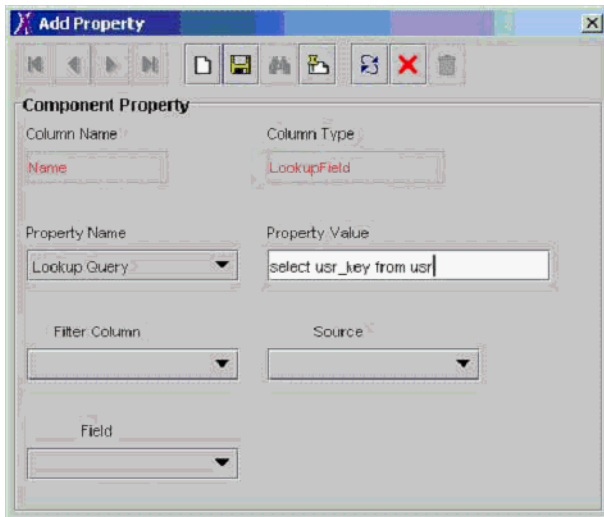 Add Property
Component Property
Column Name Column Type
Name LookupField
Property Name Property Value
Lookup Query select usr_key from usr
Filter Column Source
Field